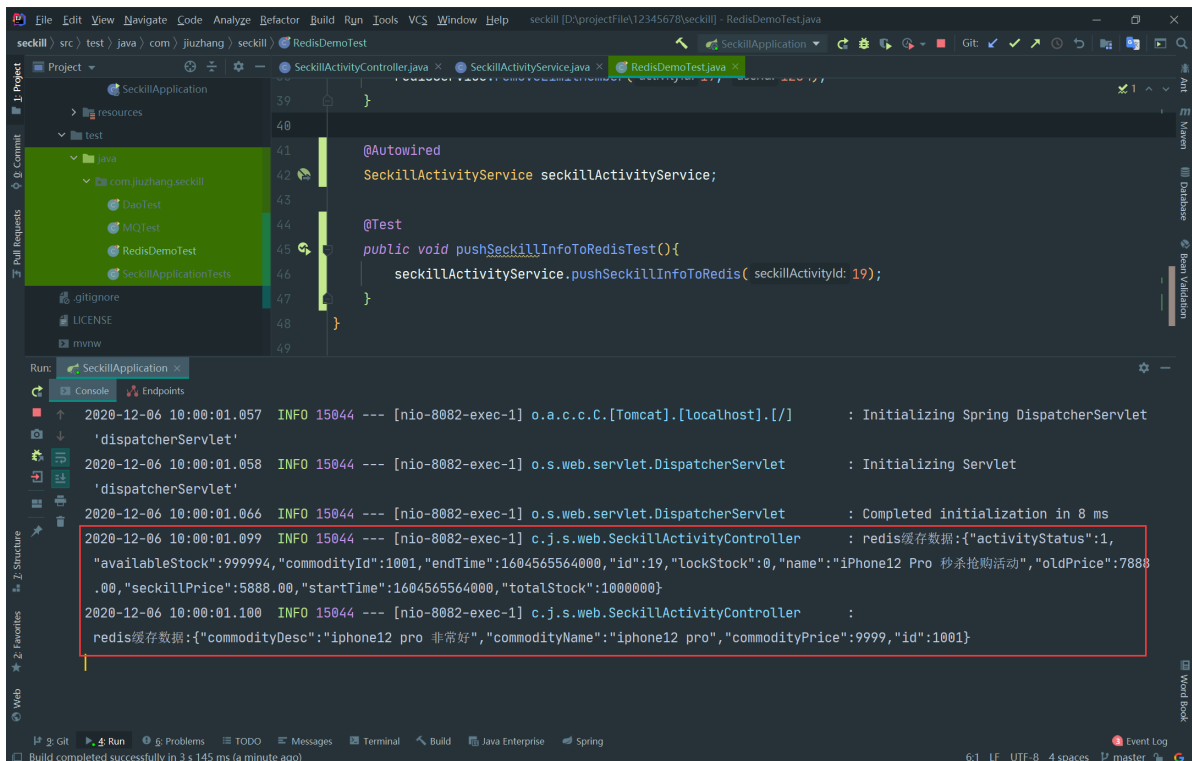 File Edit View Navigate Code Analyze Refactor Build Run Tools VCS Window Help seckill [D:\projectFile\12345678\seckill] - RedisDemoTest.java
seckill 〉 src 〉 test 〉 java 〉 com 〉 jiuzhang 〉 seckill 〉 RedisDemoTest SeckillApplication Git:
Project SeckillActivityController.java × SeckillActivityService.java × RedisDemoTest.java ×
SeckillApplication
resources
test
java
com.jiuzhang.seckill
DaoTest
MQTest
RedisDemoTest
SeckillApplicationTests
.gitignore
LICENSE
mvnw
1
39 }
40
41 @Autowired
42 SeckillActivityService seckillActivityService;
43
44 @Test
45 public void pushSeckillInfoToRedisTest(){
46 seckillActivityService.pushSeckillInfoToRedis( seckillActivityId: 19);
47 }
48 }
49
Run: SeckillApplication ×
Console Endpoints
2020-12-06 10:00:01.057 INFO 15044 --- [nio-8082-exec-1] o.a.c.c.C.[Tomcat].[localhost].[/] : Initializing Spring DispatcherServlet
'dispatcherServlet'
2020-12-06 10:00:01.058 INFO 15044 --- [nio-8082-exec-1] o.s.web.servlet.DispatcherServlet : Initializing Servlet
'dispatcherServlet'
2020-12-06 10:00:01.066 INFO 15044 --- [nio-8082-exec-1] o.s.web.servlet.DispatcherServlet : Completed initialization in 8 ms
2020-12-06 10:00:01.099 INFO 15044 --- [nio-8082-exec-1] c.j.s.web.SeckillActivityController : redis缓存数据:{"activityStatus":1,
"availableStock":999994,"commodityId":1001,"endTime":1604565564000,"id":19,"lockStock":0,"name":"iPhone12 Pro 秒杀抢购活动","oldPrice":7888
.00,"seckillPrice":5888.00,"startTime":1604565564000,"totalStock":1000000}
2020-12-06 10:00:01.100 INFO 15044 --- [nio-8082-exec-1] c.j.s.web.SeckillActivityController :
redis缓存数据:{"commodityDesc":"iphone12 pro 非常好","commodityName":"iphone12 pro","commodityPrice":9999,"id":1001}
1: Project
0: Commit
Pull Requests
7: Structure
2: Favorites
Web
Ant
Maven
Database
Bean Validation
Word Book
9: Git 4: Run 6: Problems TODO Messages Terminal Build Java Enterprise Spring 3 Event Log
Build completed successfully in 3 s 145 ms (a minute ago) 6:1 LF UTF-8 4 spaces master